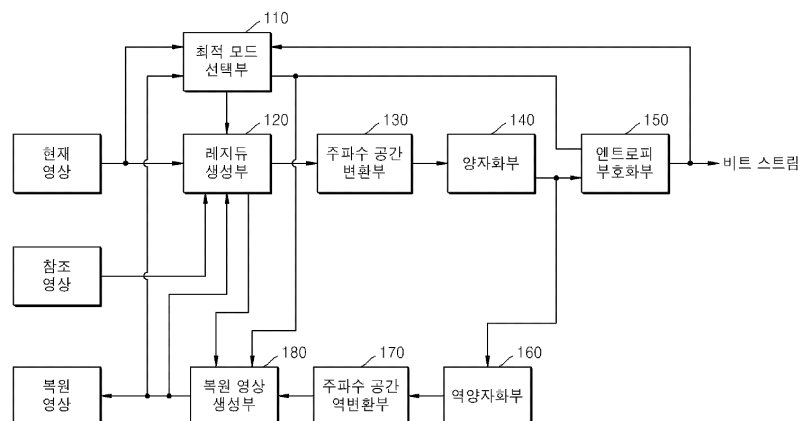 110
최적 모드
선택부
120
130
140
150
현재
영상
레지듀
생성부
주파수 공간
변환부
양자화부
엔트로피
부호화부
비트 스트림
참조
영상
180
170
160
복원
영상
복원 영상
생성부
주파수 공간
역변환부
역양자화부